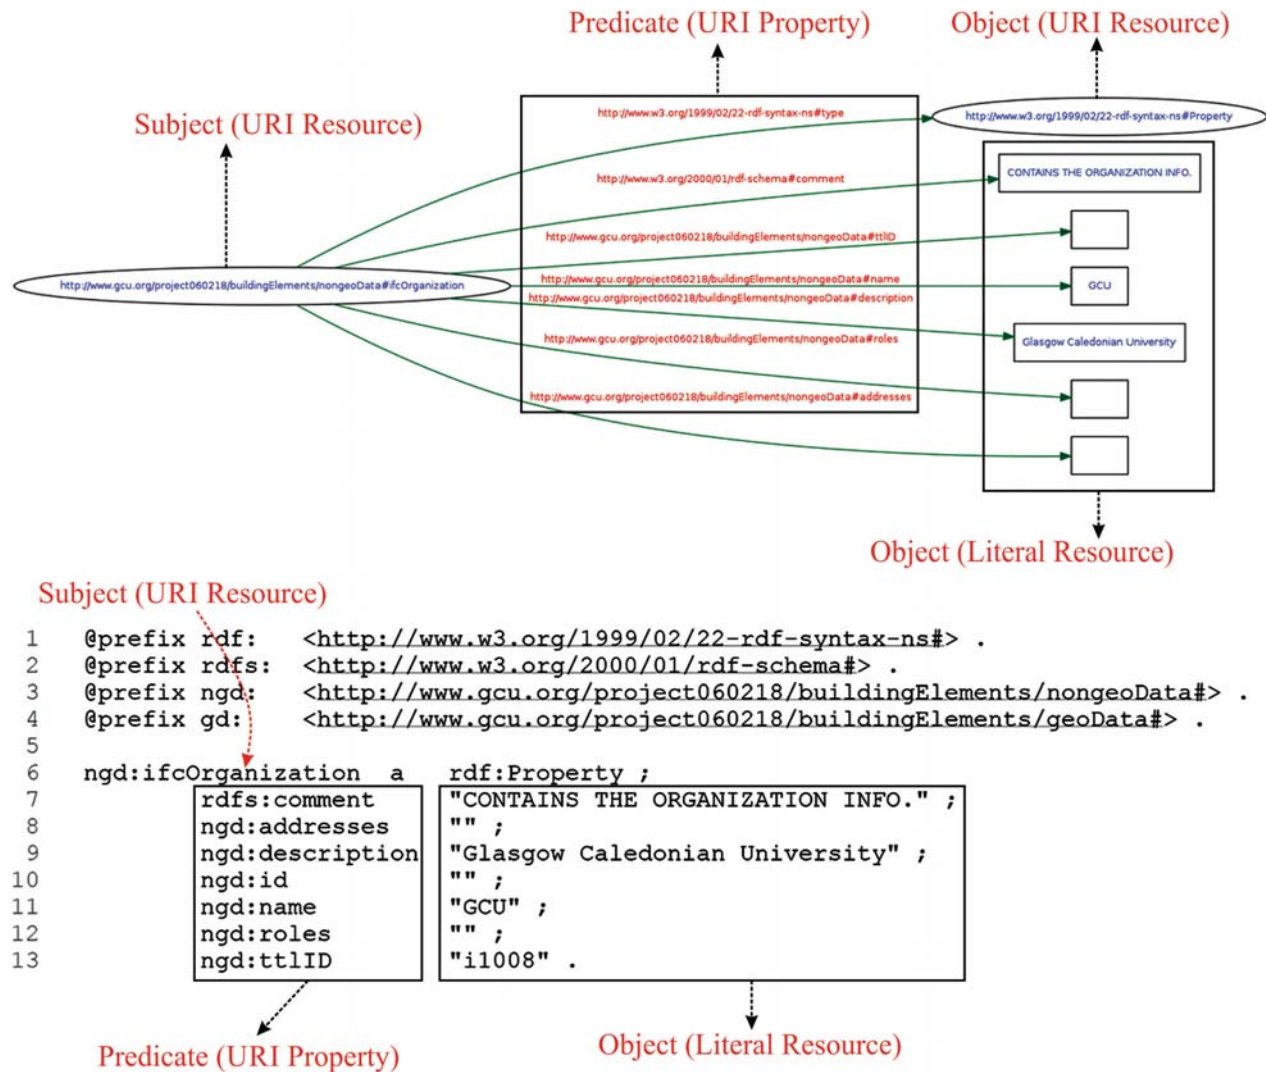 Predicate (URI Property)
Object (URI Resource)
Subject (URI Resource)
http://www.w3.org/1999/02/22-rdf-syntax-ns#type
http://www.w3.org/1999/02/22-rdf-syntax-ns#Property
http://www.w3.org/2000/01/rdf-schema#comment
CONTAINS THE ORGANIZATION INFO.
http://www.gcu.org/project060218/buildingElements/nongeoData#ttlID
http://www.gcu.org/project060218/buildingElements/nongeoData#ifcOrganization
http://www.gcu.org/project060218/buildingElements/nongeoData#name
GCU
http://www.gcu.org/project060218/buildingElements/nongeoData#description
http://www.gcu.org/project060218/buildingElements/nongeoData#roles
Glasgow Caledonian University
http://www.gcu.org/project060218/buildingElements/nongeoData#addresses
Object (Literal Resource)
Subject (URI Resource)
1 @prefix rdf: <http://www.w3.org/1999/02/22-rdf-syntax-ns#> .
2 @prefix rdfs: <http://www.w3.org/2000/01/rdf-schema#> .
3 @prefix ngd: <http://www.gcu.org/project060218/buildingElements/nongeoData#> .
4 @prefix gd: <http://www.gcu.org/project060218/buildingElements/geoData#> .
5
6 ngd:ifcOrganization a rdf:Property ;
7 rdfs:comment "CONTAINS THE ORGANIZATION INFO." ;
8 ngd:addresses "" ;
9 ngd:description "Glasgow Caledonian University" ;
10 ngd:id "" ;
11 ngd:name "GCU" ;
12 ngd:roles "" ;
13 ngd:ttlID "i1008" .
Predicate (URI Property)
Object (Literal Resource)